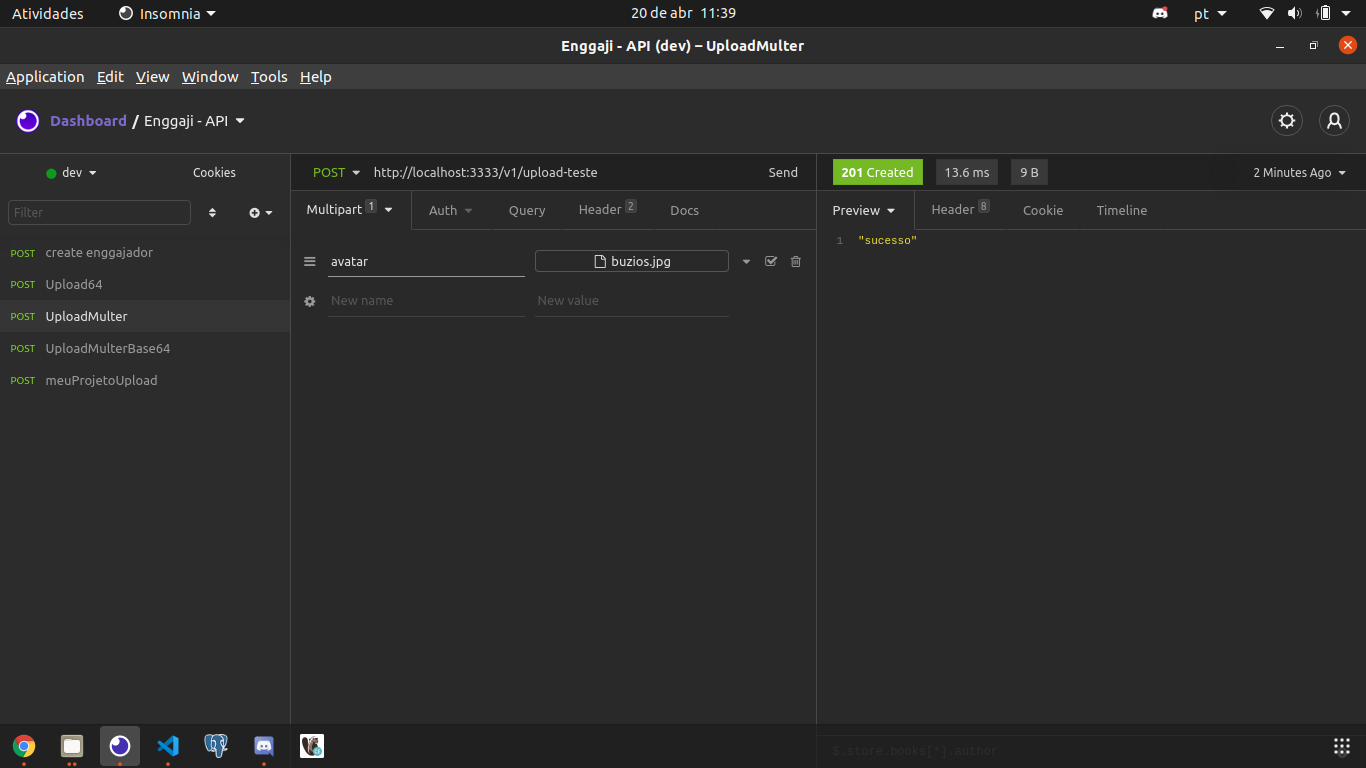 Atividades Insomnia 20 de abr 11:39 pt
Enggaji - API (dev) – UploadMulter
Application Edit View Window Tools Help
Dashboard / Enggaji - API
dev Cookies POST http://localhost:3333/v1/upload-teste Send 201 Created 13.6 ms 9 B 2 Minutes Ago
Filter Multipart 1 Auth Query Header 2 Docs Preview Header 8 Cookie Timeline
1 "sucesso"
POST create enggajador
avatar buzios.jpg
POST Upload64
New name New value
POST UploadMulter
POST UploadMulterBase64
POST meuProjetoUpload
$.store.books[*].author